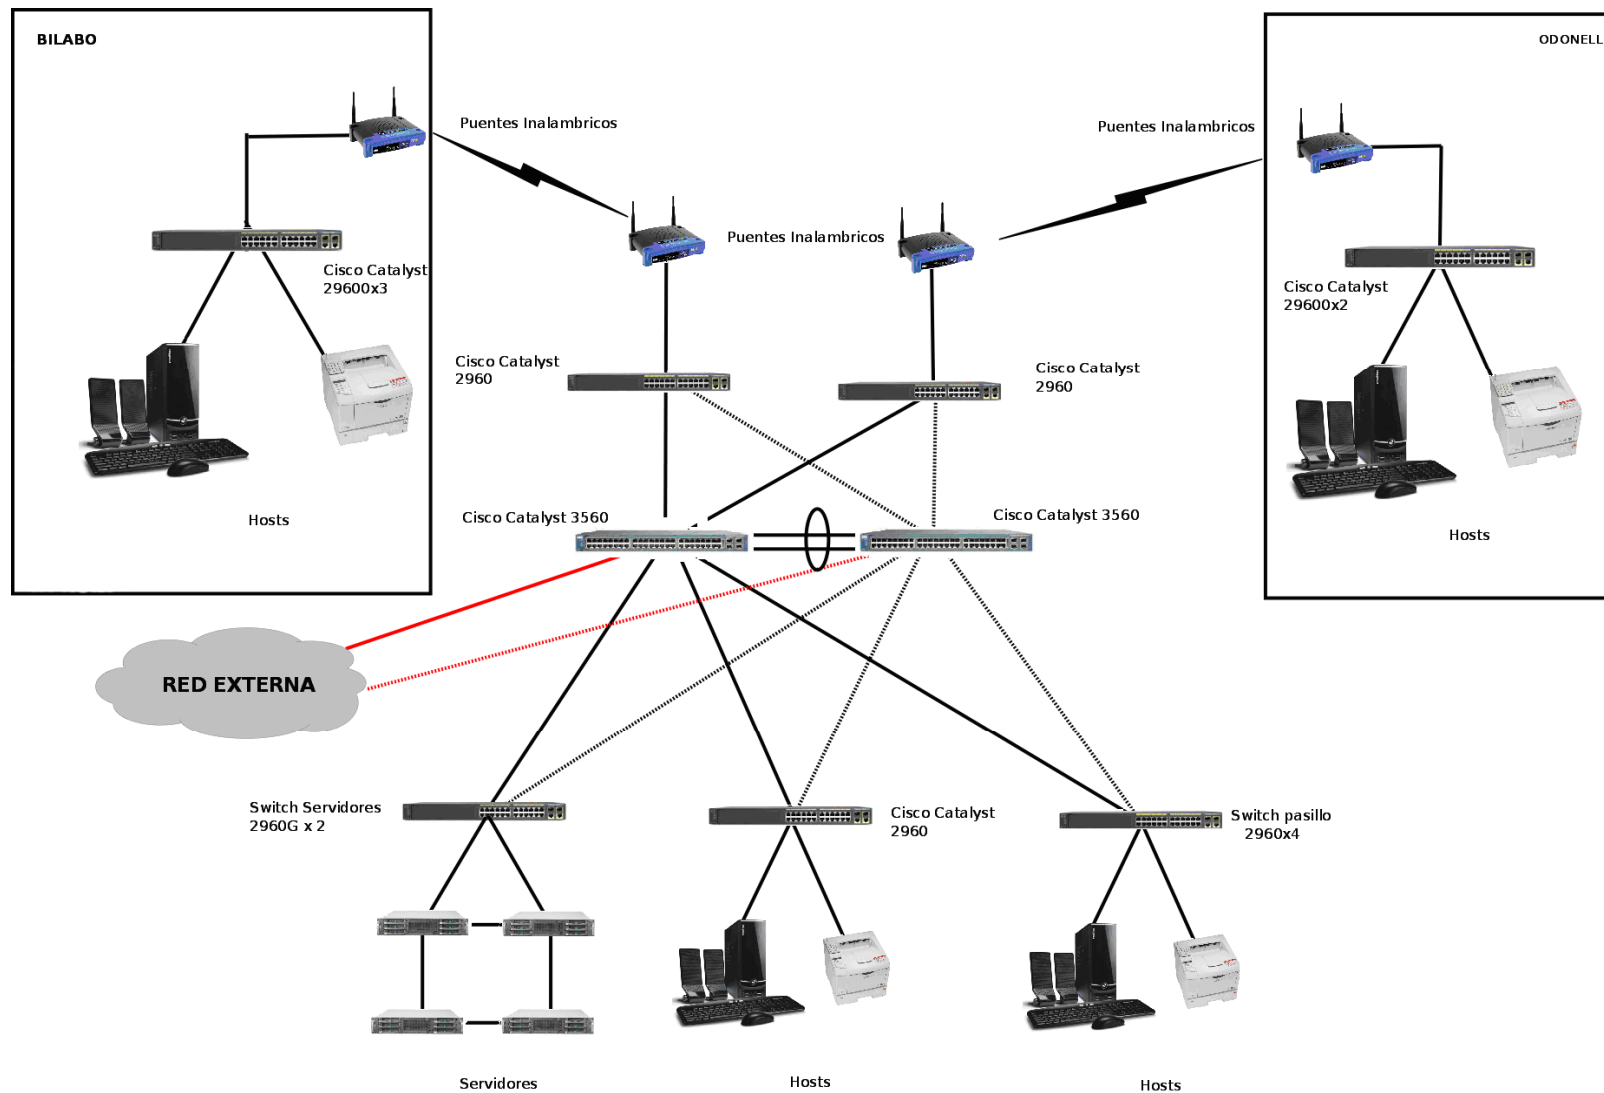 BILABO
ODONELL
Puentes Inalambricos
Puentes Inalambricos
Puentes Inalambricos
Cisco Catalyst
29600x3
Cisco Catalyst
29600x2
Cisco Catalyst
2960
Cisco Catalyst
2960
Hosts
Cisco Catalyst 3560
Cisco Catalyst 3560
Hosts
RED EXTERNA
Switch Servidores
2960G x 2
Cisco Catalyst
2960
Switch pasillo
2960x4
Servidores
Hosts
Hosts